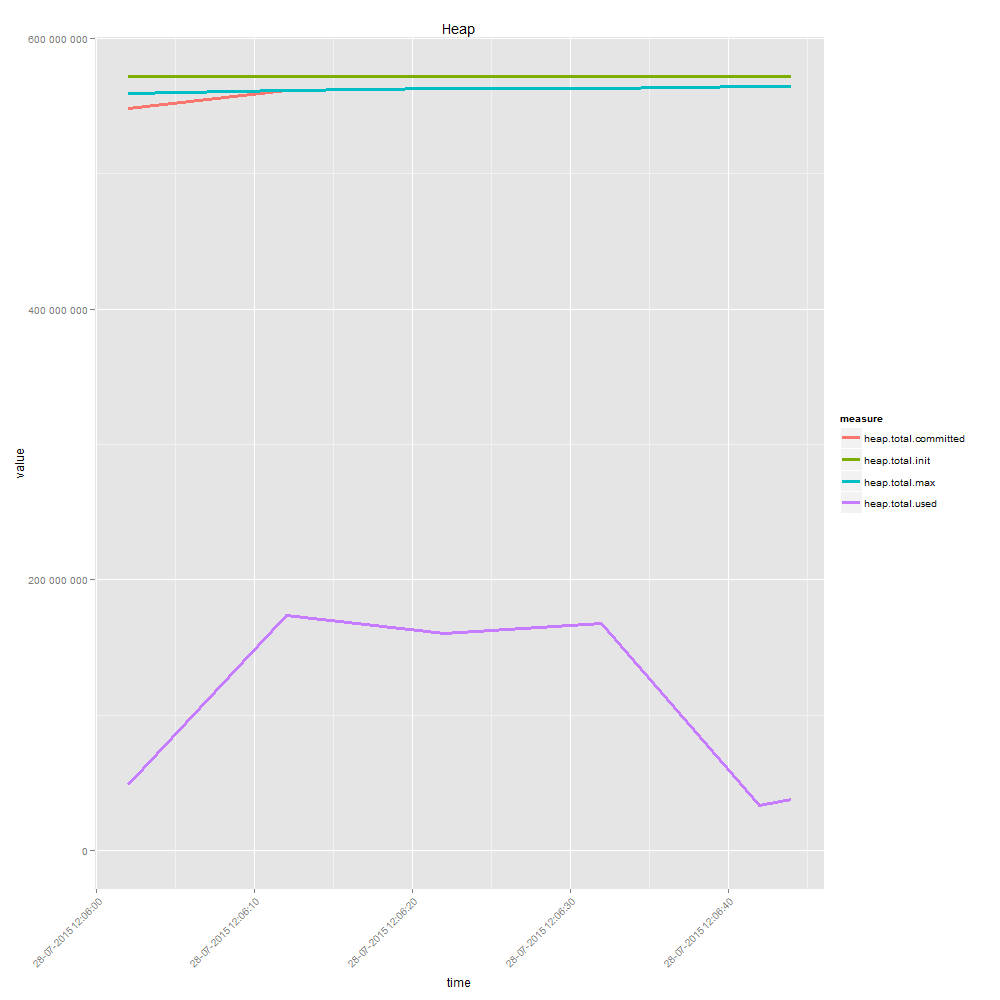 Heap
600 000 000
400 000 000
200 000 000
0
value
28-07-2015 12:06:00
28-07-2015 12:06:10
28-07-2015 12:06:20
28-07-2015 12:06:30
28-07-2015 12:06:40
time
measure
heap.total.committed
heap.total.init
heap.total.max
heap.total.used